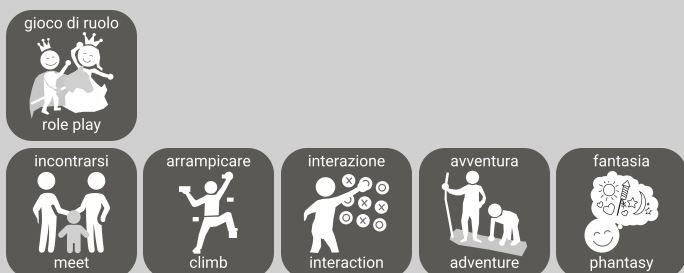 gioco di ruolo
role play
incontrarsi
meet
arrampicare
climb
interazione
interaction
avventura
adventure
fantasia
phantasy